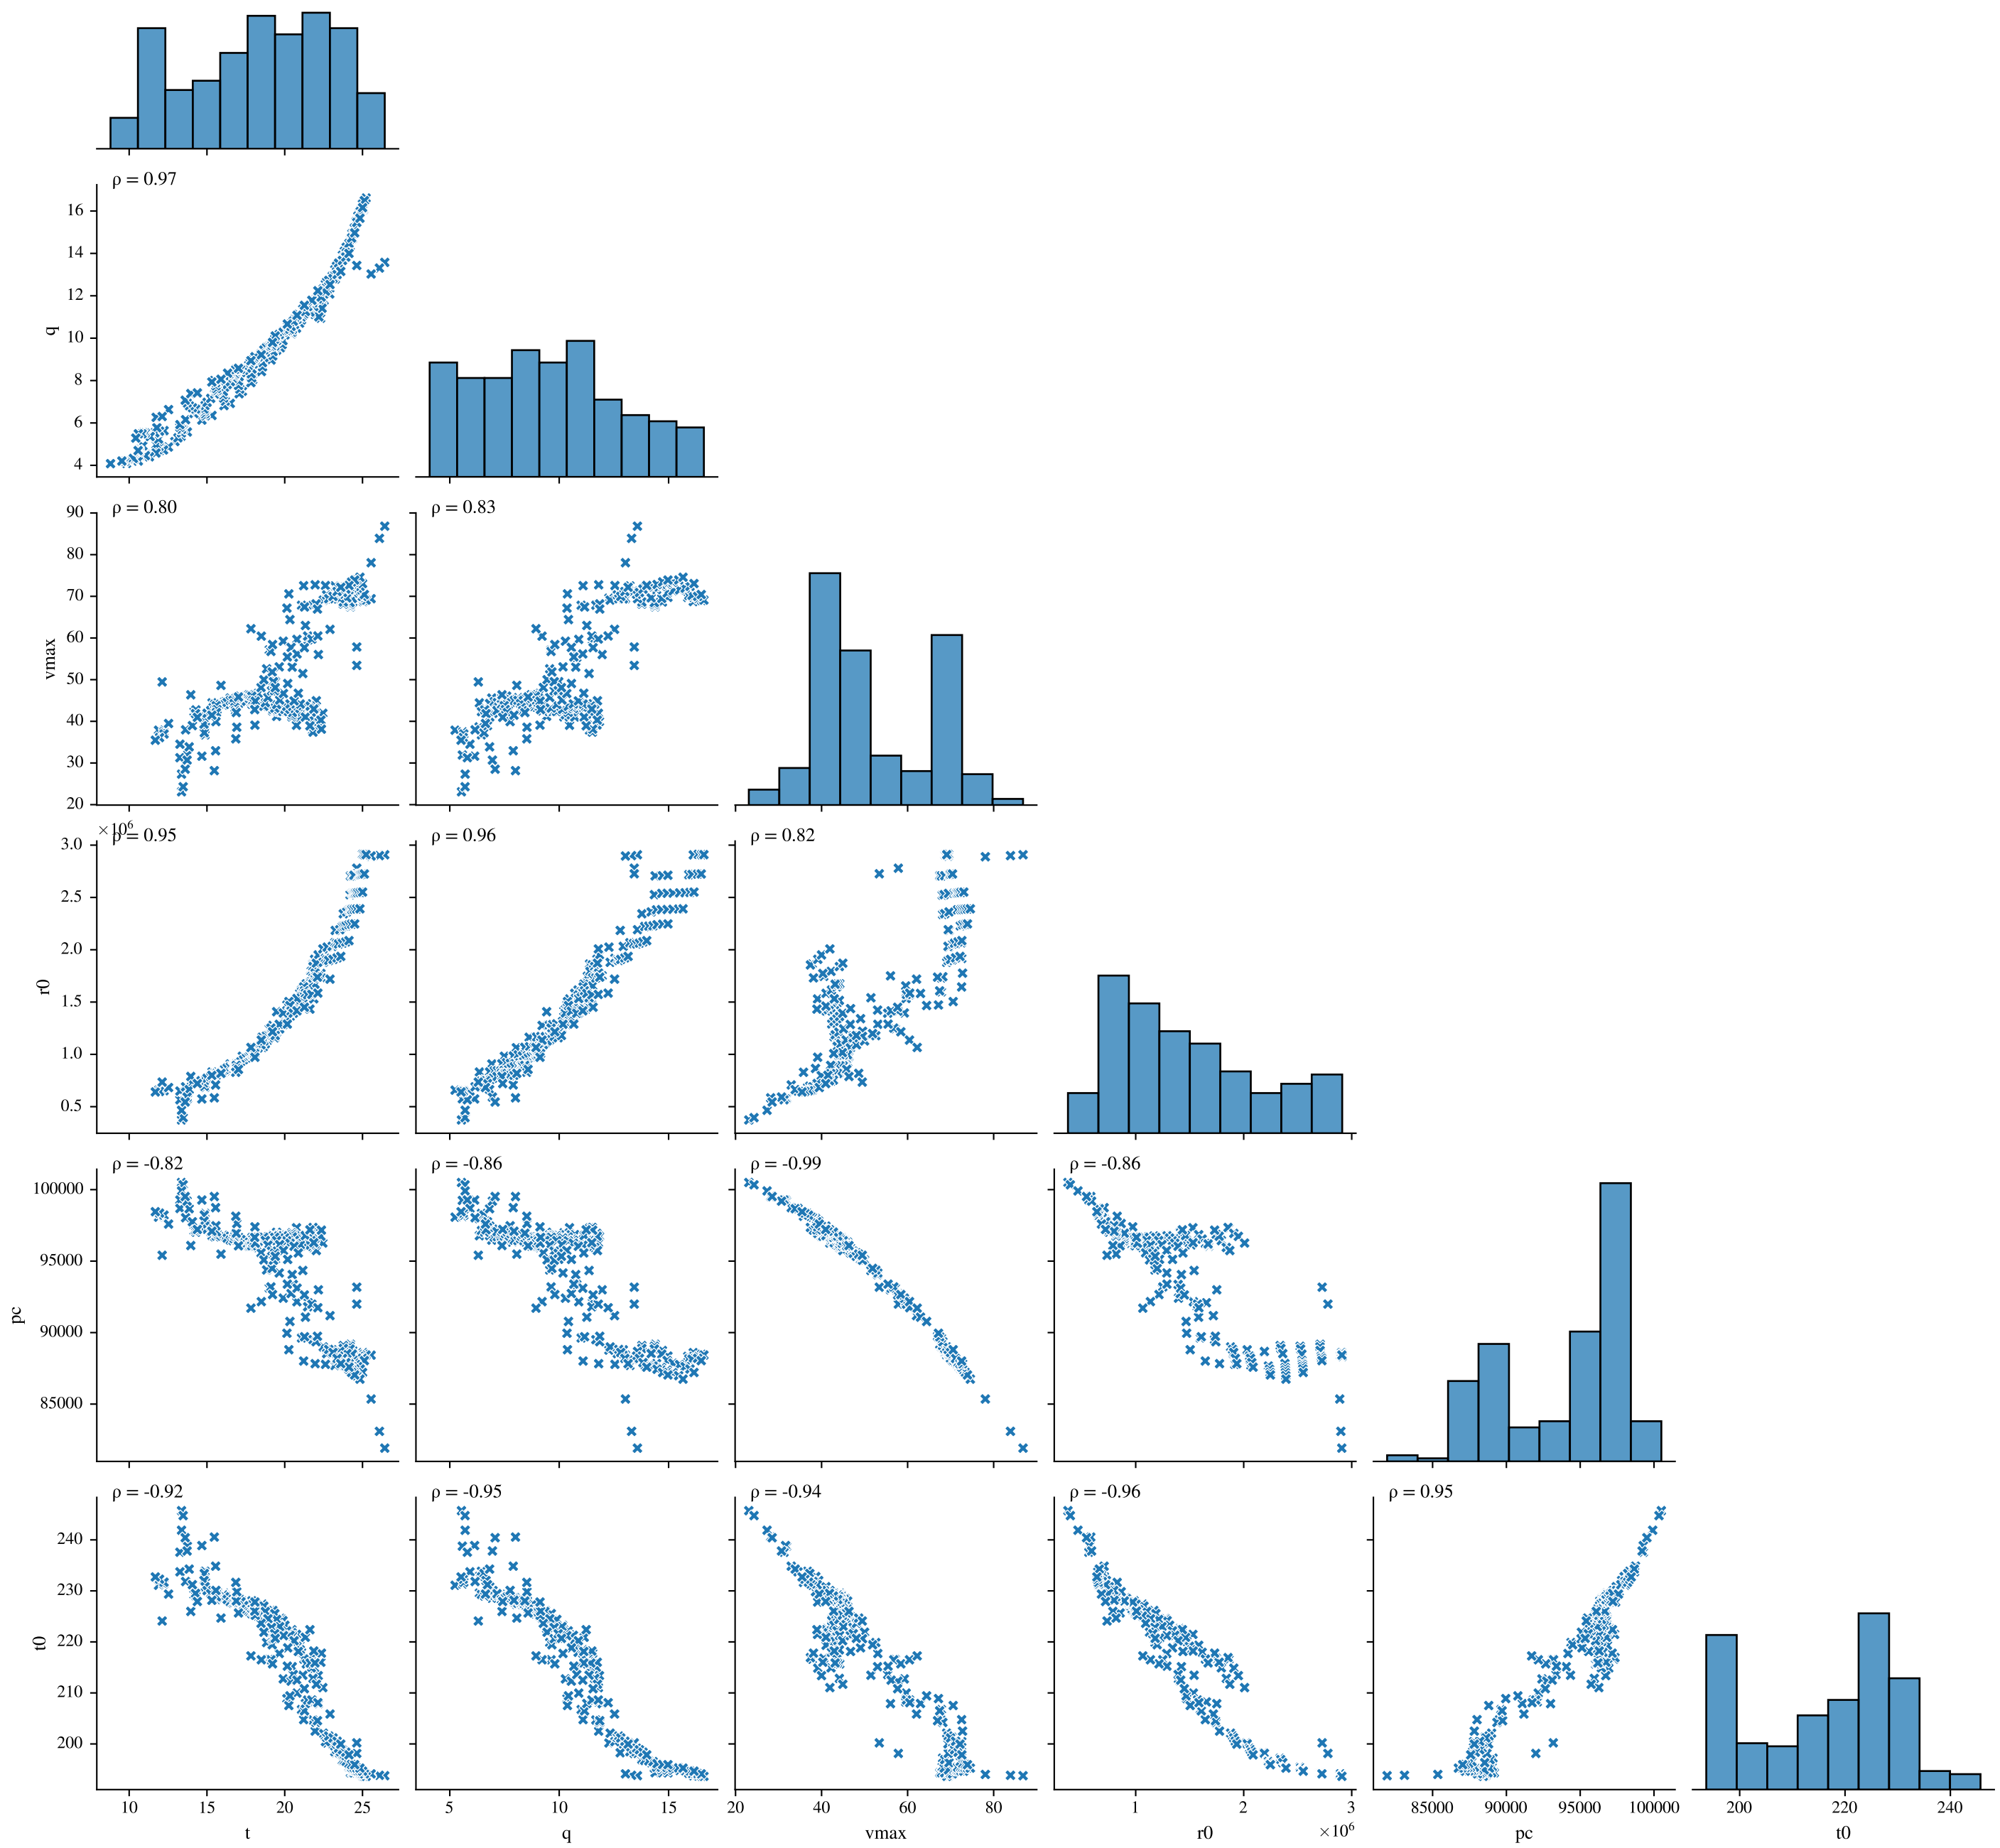 ρ = 0.97
16
14
12
10
8
6
4
q
ρ = 0.80
ρ = 0.83
90
80
70
60
50
40
30
20
vmax
×10⁶
ρ = 0.95
ρ = 0.96
ρ = 0.82
3.0
2.5
2.0
1.5
1.0
0.5
r0
ρ = -0.82
ρ = -0.86
ρ = -0.99
ρ = -0.86
100000
95000
90000
85000
pc
ρ = -0.92
ρ = -0.95
ρ = -0.94
ρ = -0.96
ρ = 0.95
240
230
220
210
200
t0
10 15 20 25
5 10 15
20 40 60 80
1 2 3
85000 90000 95000 100000
200 220 240
×10⁶
t
q
vmax
r0
pc
t0